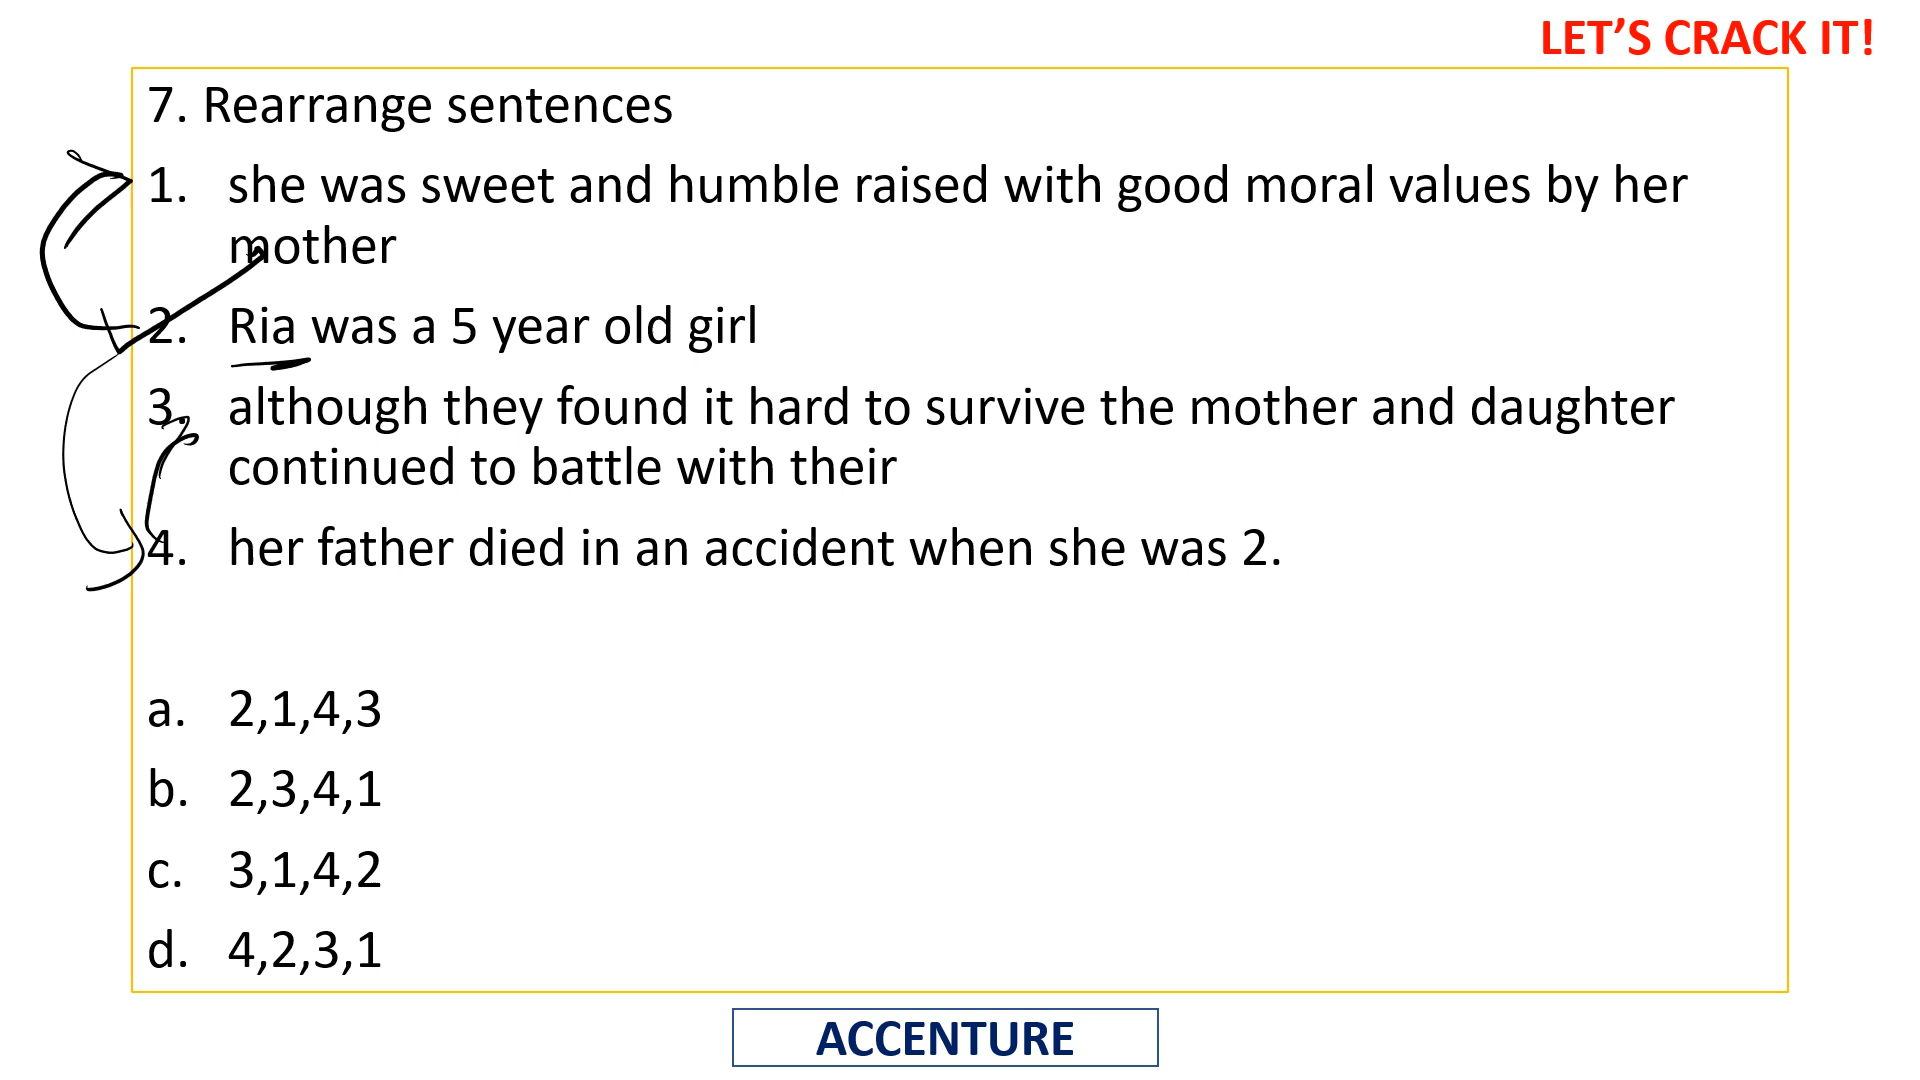 LET’S CRACK IT!
7. Rearrange sentences
1. she was sweet and humble raised with good moral values by her
mother
2. Ria was a 5 year old girl
3. although they found it hard to survive the mother and daughter
continued to battle with their
4. her father died in an accident when she was 2.
a. 2,1,4,3
b. 2,3,4,1
c. 3,1,4,2
d. 4,2,3,1
ACCENTURE